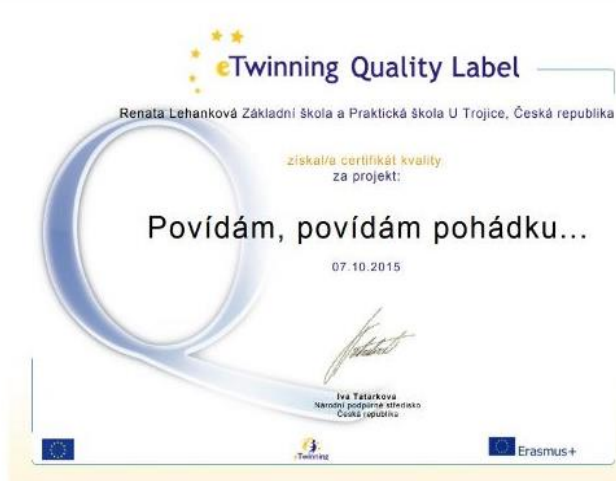 eTwinning Quality Label
Renata Lehanková Základní škola a Praktická škola U Trojice, Česká republika
získal/a certifikát kvality
za projekt:
Povídám, povídám pohádku...
07.10.2015
Iva Tatarkova
Národní podpůrné středisko
Česká republika
eTwinning
Erasmus+